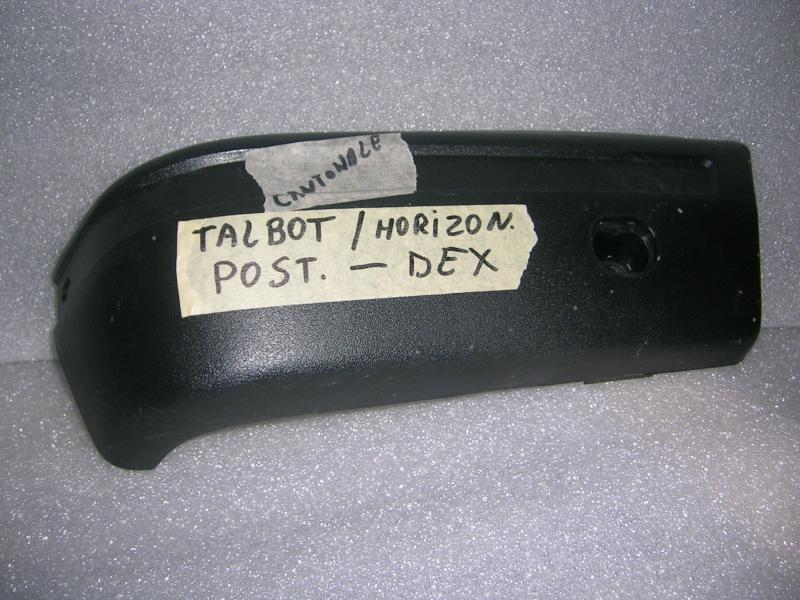 CANTONALE
TALBOT / HORIZON.
POST. — DEX